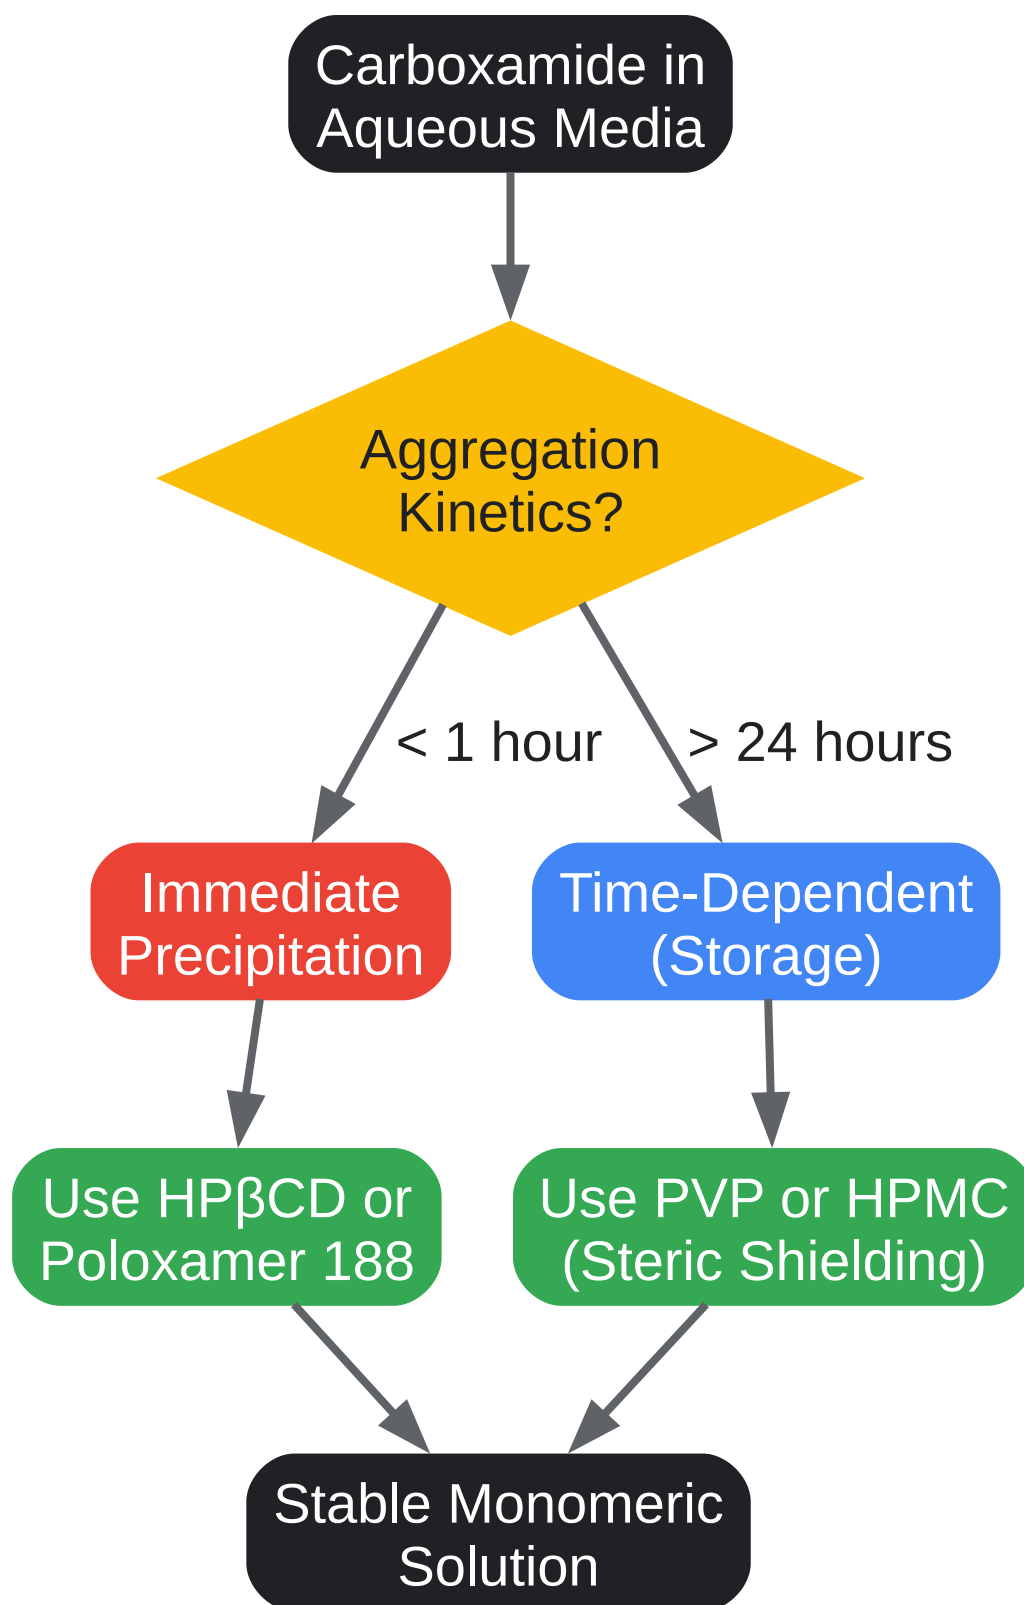 Carboxamide in
Aqueous Media
Aggregation
Kinetics?
< 1 hour
> 24 hours
Immediate
Precipitation
Time-Dependent
(Storage)
Use HPβCD or
Poloxamer 188
Use PVP or HPMC
(Steric Shielding)
Stable Monomeric
Solution